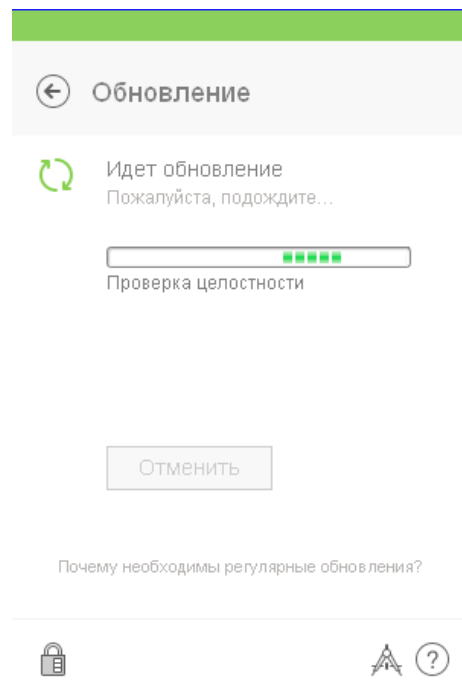 Обновление
Идет обновление
Пожалуйста, подождите...
Проверка целостности
Отменить
Почему необходимы регулярные обновления?
?